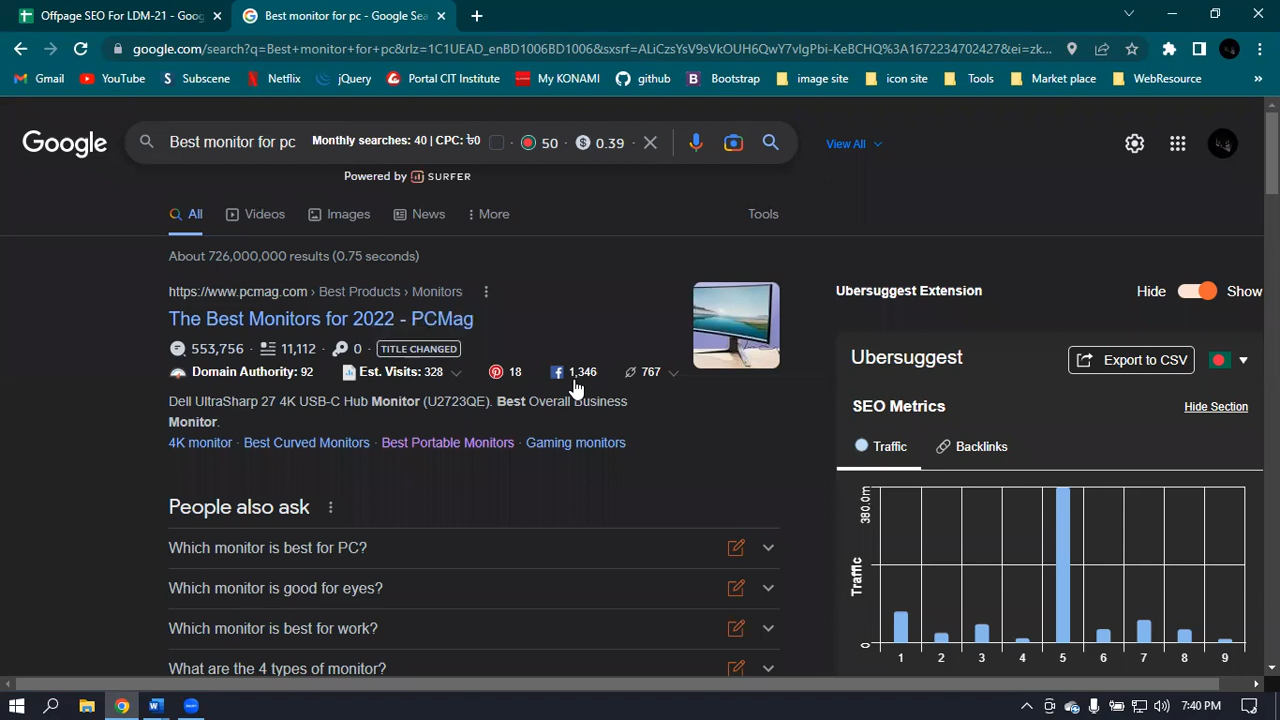 Offpage SEO For LDM-21 - Goog
Best monitor for pc - Google Sea
google.com/search?q=Best+monitor+for+pc&rlz=1C1UEAD_enBD1006BD1006&sxsrf=ALiCzsYsV9sVkOUH6QwY7vIgPbi-KeBCHQ%3A1672234702427&ei=zk...
Gmail YouTube Subscene Netflix jQuery Portal CIT Institute My KONAMI github Bootstrap image site icon site Tools Market place WebResource »
Google Best monitor for pc Monthly searches: 40 | CPC: ৳0 50 · 0.39 · View All
Powered by SURFER
All Videos Images News More Tools
About 726,000,000 results (0.75 seconds)
https://www.pcmag.com › Best Products › Monitors
The Best Monitors for 2022 - PCMag
553,756 · 11,112 · 0 TITLE CHANGED
Domain Authority: 92 Est. Visits: 328 18 1,346 767
Dell UltraSharp 27 4K USB-C Hub Monitor (U2723QE). Best Overall Business
Monitor.
4K monitor · Best Curved Monitors · Best Portable Monitors · Gaming monitors
People also ask
Which monitor is best for PC?
Which monitor is good for eyes?
Which monitor is best for work?
What are the 4 types of monitor?
Ubersuggest Extension Hide Show
Ubersuggest Export to CSV
SEO Metrics Hide Section
Traffic Backlinks
380.0m
Traffic
0
1 2 3 4 5 6 7 8 9
7:40 PM